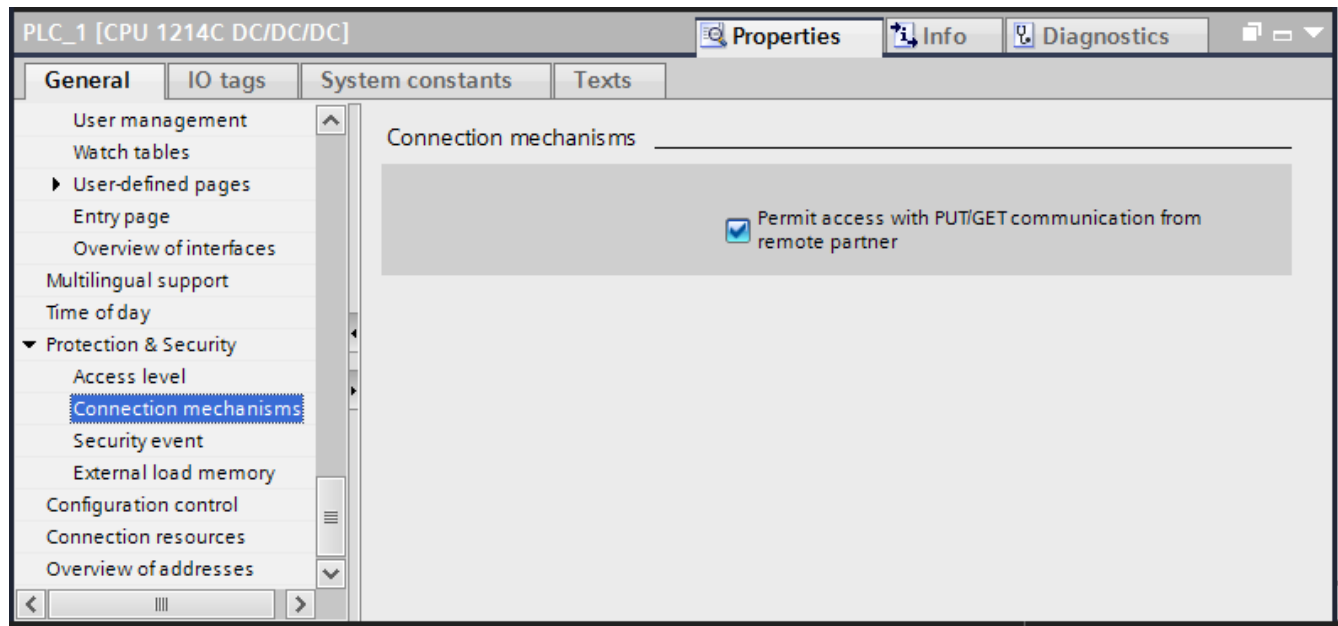 PLC_1 [CPU 1214C DC/DC/DC]
Properties
Info
Diagnostics
General
IO tags
System constants
Texts
User management
Watch tables
User-defined pages
Entry page
Overview of interfaces
Multilingual support
Time of day
Protection & Security
Access level
Connection mechanisms
Security event
External load memory
Configuration control
Connection resources
Overview of addresses
Connection mechanisms
Permit access with PUT/GET communication from
remote partner